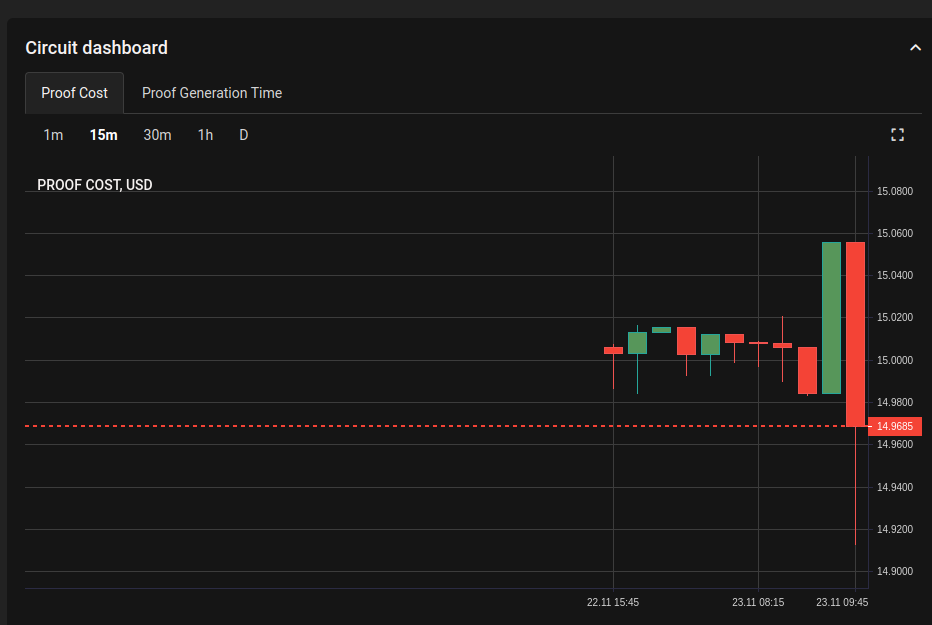 Circuit dashboard
Proof Cost Proof Generation Time
1m 15m 30m 1h D
PROOF COST, USD
15.0800
15.0600
15.0400
15.0200
15.0000
14.9800
14.9685
14.9600
14.9400
14.9200
14.9000
22.11 15:45 23.11 08:15 23.11 09:45